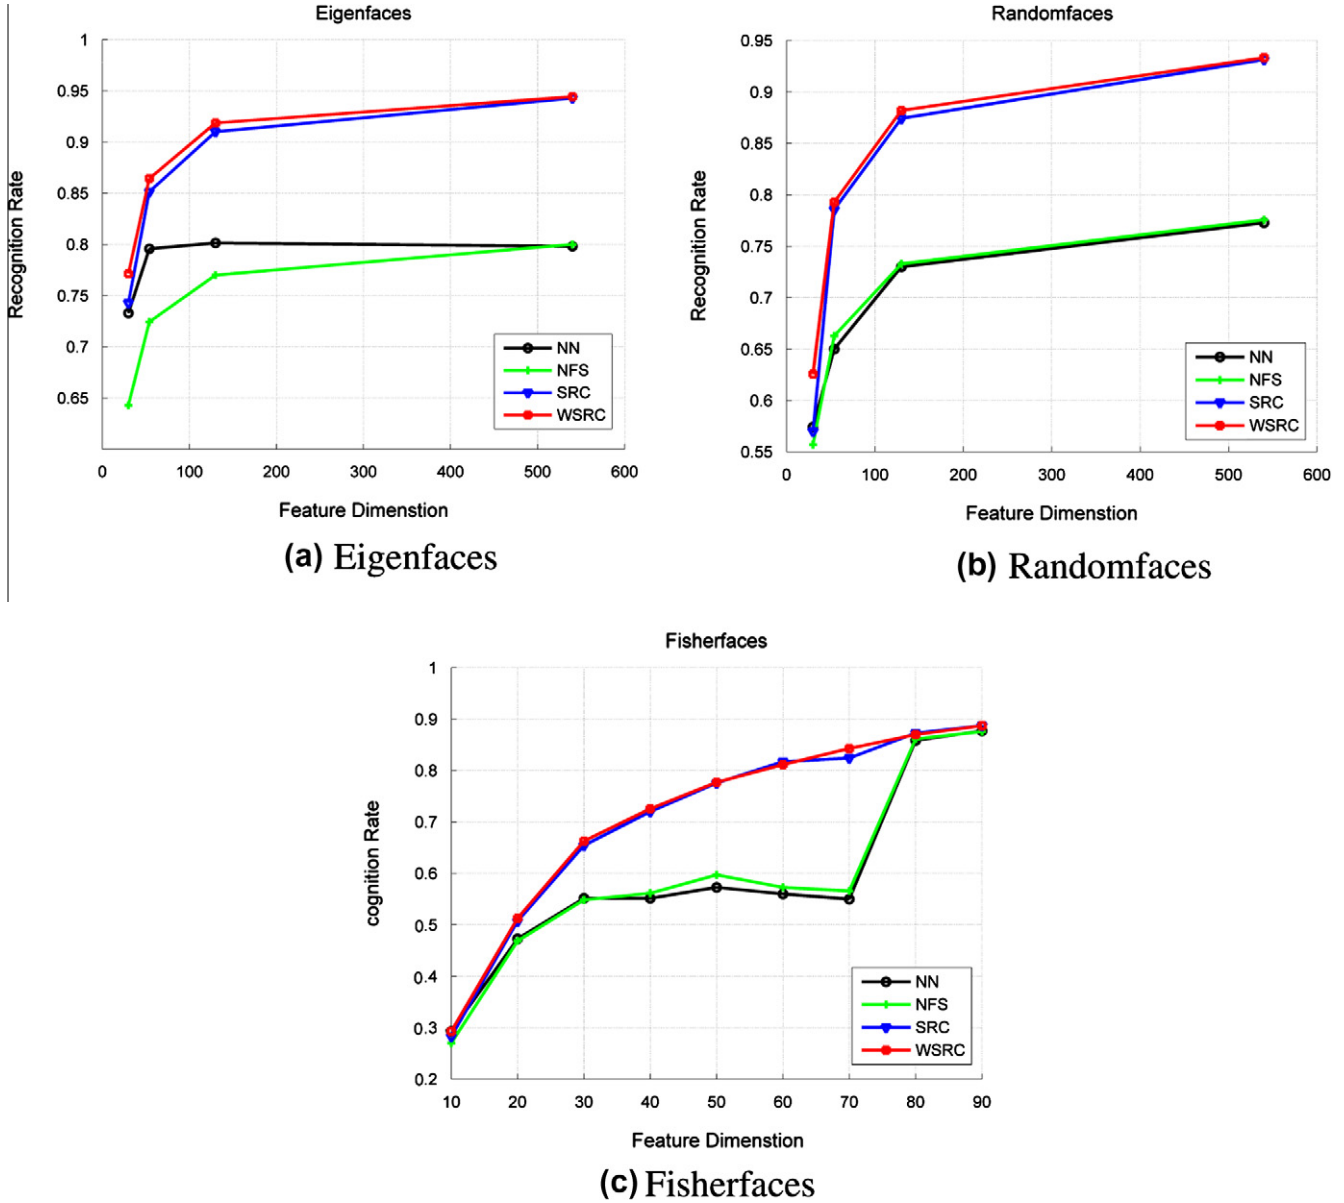 Eigenfaces
1
0.95
0.9
0.85
0.8
0.75
0.7
0.65
Recognition Rate
NN
NFS
SRC
WSRC
0 100 200 300 400 500 600
Feature Dimenstion
(a) Eigenfaces
Randomfaces
0.95
0.9
0.85
0.8
0.75
0.7
0.65
0.6
0.55
Recognition Rate
NN
NFS
SRC
WSRC
0 100 200 300 400 500 600
Feature Dimenstion
(b) Randomfaces
Fisherfaces
1
0.9
0.8
0.7
0.6
0.5
0.4
0.3
0.2
cognition Rate
NN
NFS
SRC
WSRC
10 20 30 40 50 60 70 80 90
Feature Dimenstion
(c) Fisherfaces